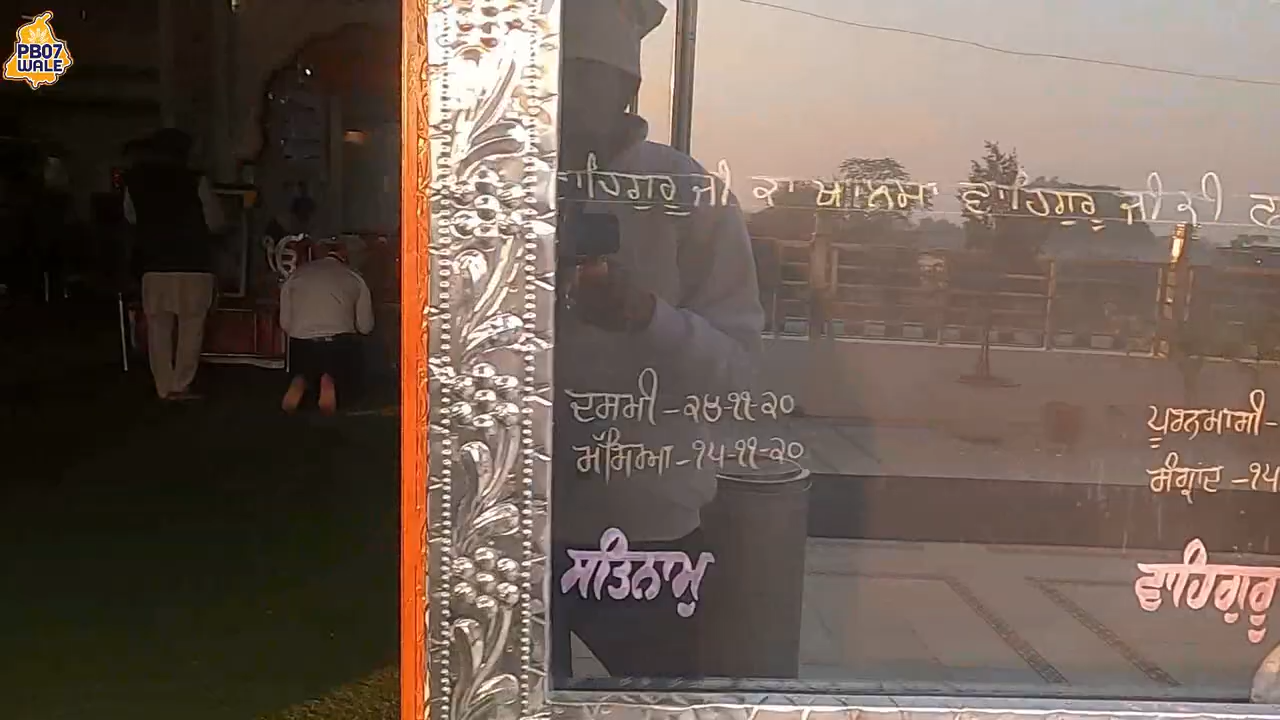 PB07
WALE
ਵਾਹਿਗੁਰੂ ਜੀ ਕਾ ਖਾਲਸਾ ਵਾਹਿਗੁਰੂ ਜੀ ਕੀ
ੴ
ਦਸਮੀ - ੨੫-੧੧-੨੦ ਪੂਰਨਮਾਸੀ -
ਮੱਸਿਆ - ੧੫-੧੧-੨੦ ਸੰਗ੍ਰਾਂਦ - ੧੫
ਸਤਿਨਾਮੁ ਵਾਹਿਗੁਰੂ